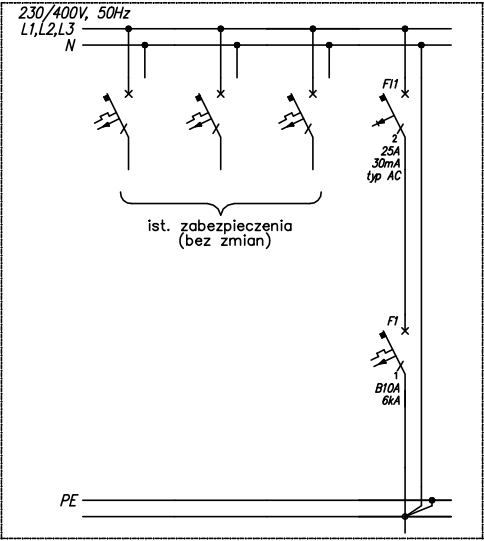 230/400V, 50Hz
L1,L2,L3
N
FI1
2
25A
30mA
typ AC
ist. zabezpieczenia
(bez zmian)
F1
1
B10A
6kA
PE